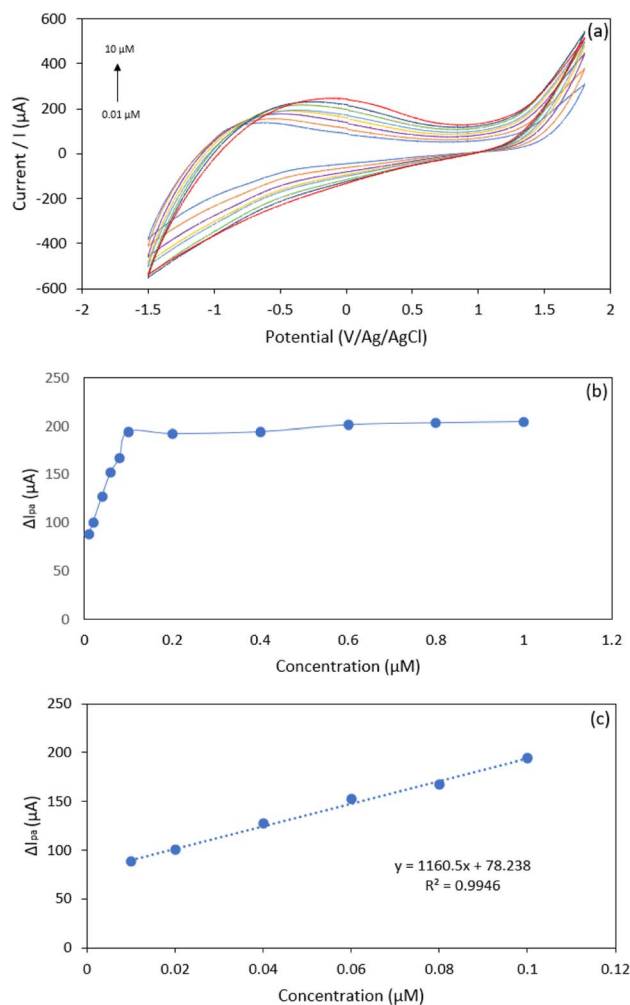 (a)
600
400
200
0
-200
-400
-600
10 µM
0.01 µM
Current / I (µA)
-2 -1.5 -1 -0.5 0 0.5 1 1.5 2
Potential (V/Ag/AgCl)
(b)
250
200
150
100
50
0
ΔIpa (µA)
0 0.2 0.4 0.6 0.8 1 1.2
Concentration (µM)
(c)
250
200
150
100
50
0
ΔIpa (µA)
y = 1160.5x + 78.238
R² = 0.9946
0 0.02 0.04 0.06 0.08 0.1 0.12
Concentration (µM)